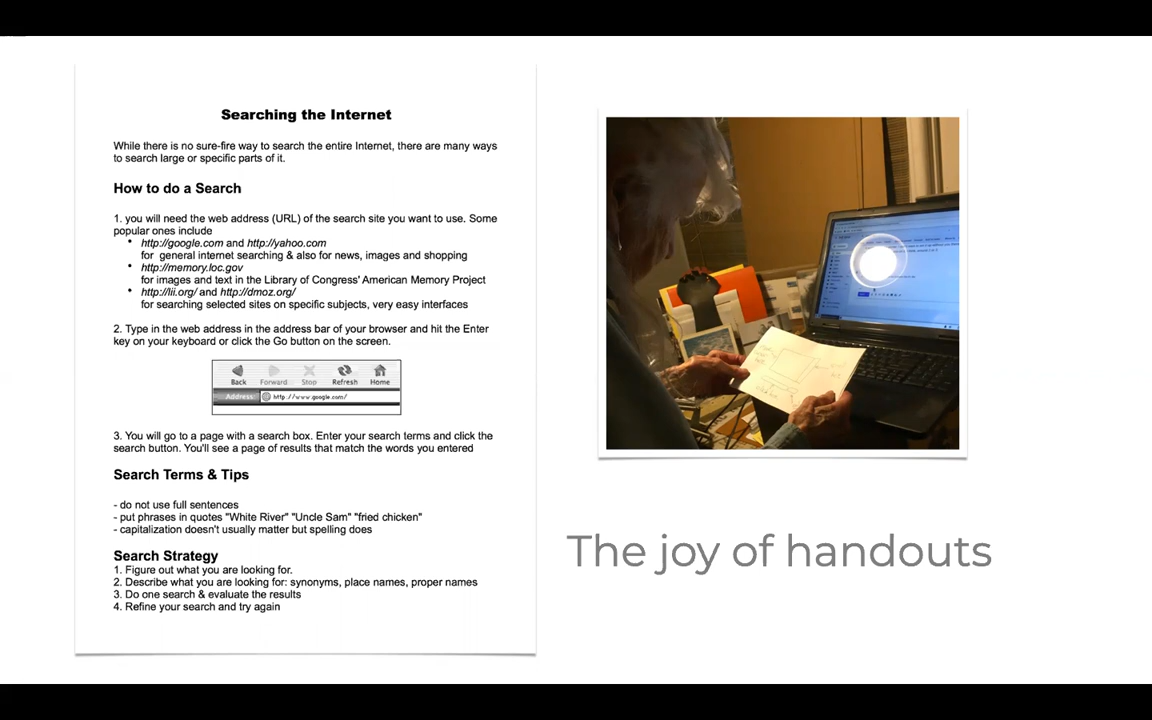 Searching the Internet
While there is no sure-fire way to search the entire Internet, there are many ways
to search large or specific parts of it.
How to do a Search
1. you will need the web address (URL) of the search site you want to use. Some
popular ones include
• http://google.com and http://yahoo.com
for general internet searching & also for news, images and shopping
• http://memory.loc.gov
for images and text in the Library of Congress' American Memory Project
• http://lii.org/ and http://dmoz.org/
for searching selected sites on specific subjects, very easy interfaces
2. Type in the web address in the address bar of your browser and hit the Enter
key on your keyboard or click the Go button on the screen.
Back Forward Stop Refresh Home
Address: http://www.google.com/
3. You will go to a page with a search box. Enter your search terms and click the
search button. You'll see a page of results that match the words you entered
Search Terms & Tips
- do not use full sentences
- put phrases in quotes "White River" "Uncle Sam" "fried chicken"
- capitalization doesn't usually matter but spelling does
Search Strategy
1. Figure out what you are looking for.
2. Describe what you are looking for: synonyms, place names, proper names
3. Do one search & evaluate the results
4. Refine your search and try again
The joy of handouts